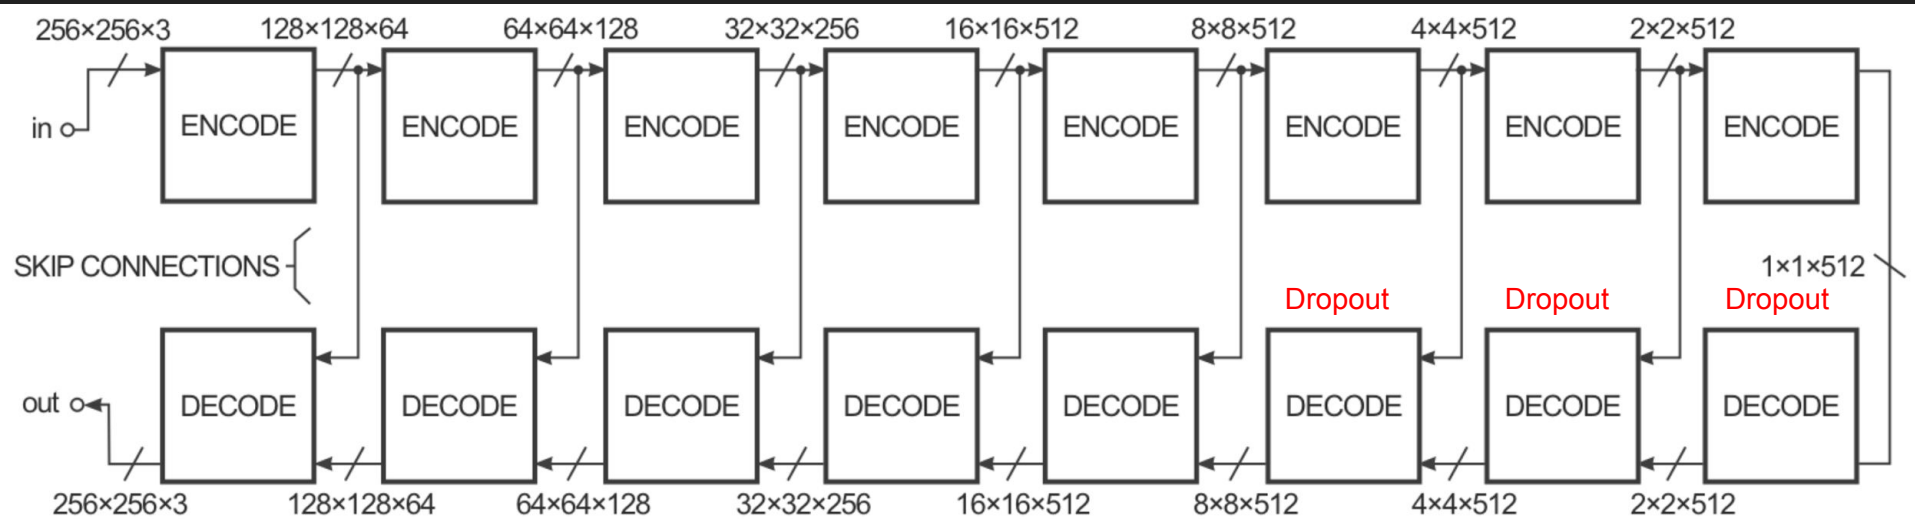 256×256×3 128×128×64 64×64×128 32×32×256 16×16×512 8×8×512 4×4×512 2×2×512
in ENCODE ENCODE ENCODE ENCODE ENCODE ENCODE ENCODE ENCODE
SKIP CONNECTIONS 1×1×512
Dropout Dropout Dropout
out DECODE DECODE DECODE DECODE DECODE DECODE DECODE DECODE
256×256×3 128×128×64 64×64×128 32×32×256 16×16×512 8×8×512 4×4×512 2×2×512